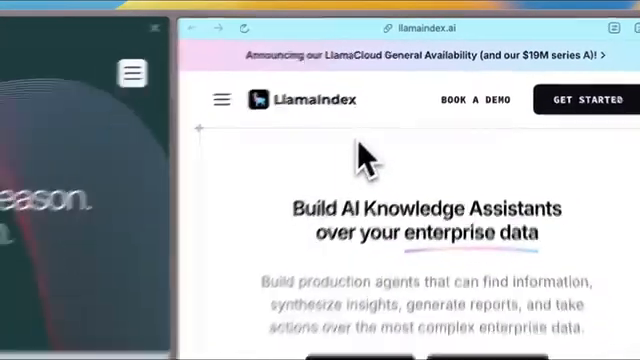 llamaindex.ai
Announcing our LlamaCloud General Availability (and our $19M series A)!
LlamaIndex
BOOK A DEMO
GET STARTED
eason.
Build AI Knowledge Assistants
over your enterprise data
Build production agents that can find information,
synthesize insights, generate reports, and take
actions over the most complex enterprise data.